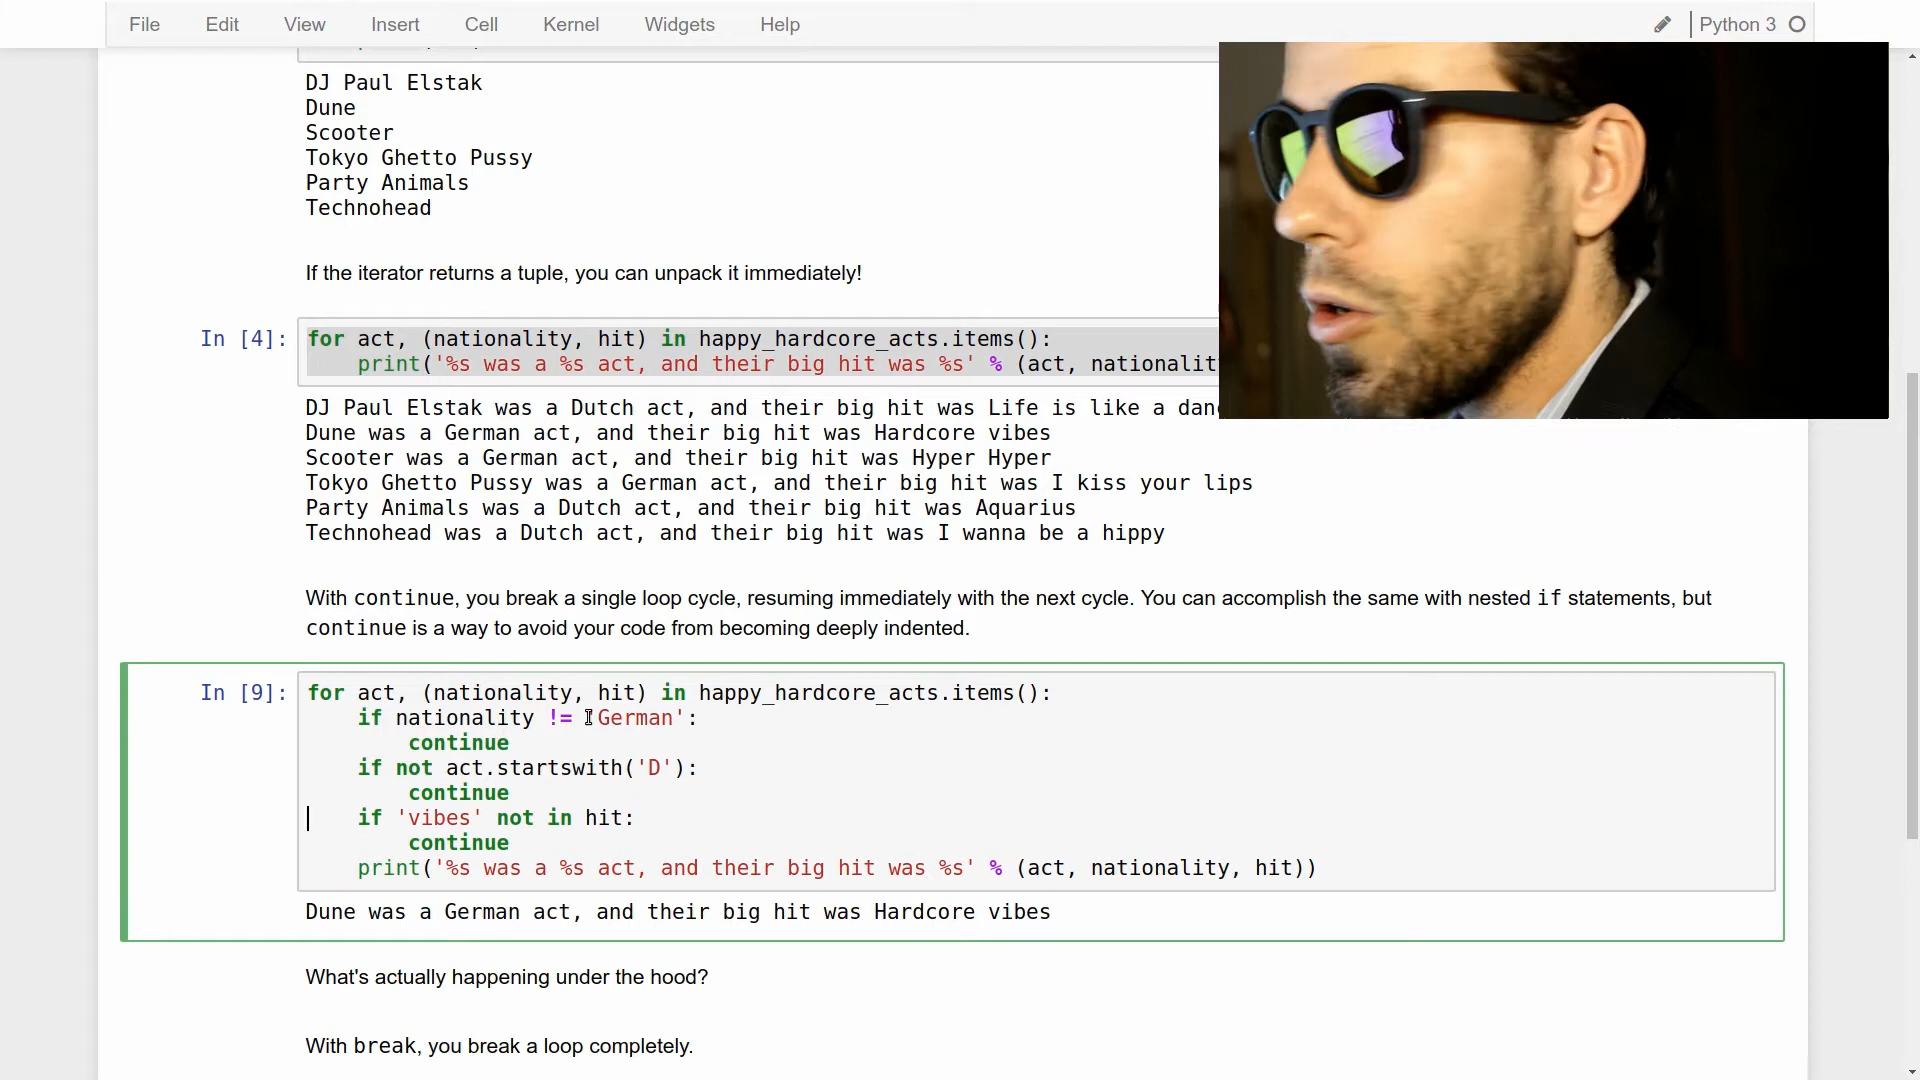 File Edit View Insert Cell Kernel Widgets Help Python 3
DJ Paul Elstak
Dune
Scooter
Tokyo Ghetto Pussy
Party Animals
Technohead
If the iterator returns a tuple, you can unpack it immediately!
In [4]: for act, (nationality, hit) in happy_hardcore_acts.items():
print('%s was a %s act, and their big hit was %s' % (act,
DJ Paul Elstak was a Dutch act, and their big hit was Life is like a
Dune was a German act, and their big hit was Hardcore vibes
Scooter was a German act, and their big hit was Hyper Hyper
Tokyo Ghetto Pussy was a German act, and their big hit was I kiss your lips
Party Animals was a Dutch act, and their big hit was Aquarius
Technohead was a Dutch act, and their big hit was I wanna be a hippy
With continue, you break a single loop cycle, resuming immediately with the next cycle. You can accomplish the same with nested if statements, but
continue is a way to avoid your code from becoming deeply indented.
In [9]: for act, (nationality, hit) in happy_hardcore_acts.items():
if nationality != 'German':
continue
if not act.startswith('D'):
continue
if 'vibes' not in hit:
continue
print('%s was a %s act, and their big hit was %s' % (act, nationality, hit))
Dune was a German act, and their big hit was Hardcore vibes
What's actually happening under the hood?
With break, you break a loop completely.